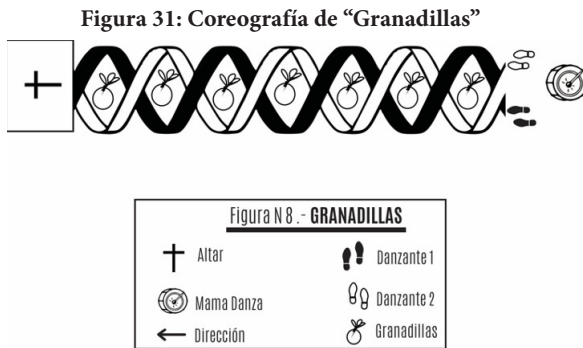 Figura 31: Coreografía de “Granadillas”
Figura N 8.- GRANADILLAS
Altar
Danzante 1
Mama Danza
Danzante 2
Dirección
Granadillas